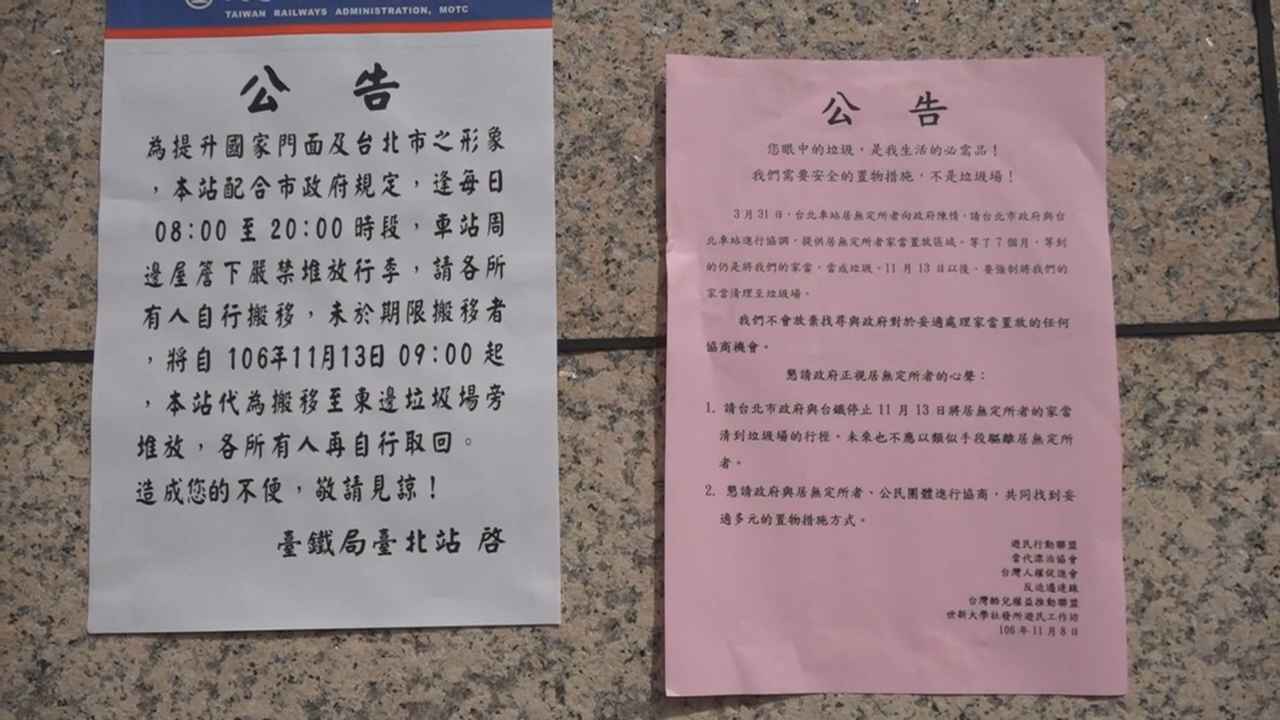 TAIWAN RAILWAYS ADMINISTRATION, MOTC
公告
為提升國家門面及台北市之形象
，本站配合市政府規定，逢每日
08:00 至 20:00 時段，車站周
邊屋簷下嚴禁堆放行李，請各所
有人自行搬移，未於期限搬移者
，將自 106年11月13日 09:00 起
，本站代為搬移至東邊垃圾場旁
堆放，各所有人再自行取回。
造成您的不便，敬請見諒！
臺鐵局臺北站 啓
公告
您眼中的垃圾，是我生活的必需品！
我們需要安全的置物措施，不是垃圾場！
3月31日，台北車站居無定所者向政府陳情，請台北市政府與台
北車站進行協調，提供居無定所者家當置放區域。等了7個月，等到
的仍是將我們的家當，當成垃圾。11月13日以後，要強制將我們的
家當清理至垃圾場。
我們不會放棄找尋與政府對於妥適處理家當置放的任何
協商機會。
懇請政府正視居無定所者的心聲：
1. 請台北市政府與台鐵停止 11 月 13 日將居無定所者的家當
清到垃圾場的行徑。未來也不應以類似手段驅離居無定所
者。
2. 懇請政府與居無定所者、公民團體進行協商，共同找到妥
適多元的置物措施方式。
遊民行動聯盟
當代漂泊協會
台灣人權促進會
反迫遷連線
台灣酷兒權益推動聯盟
世新大學社發所遊民工作坊
106年11月8日